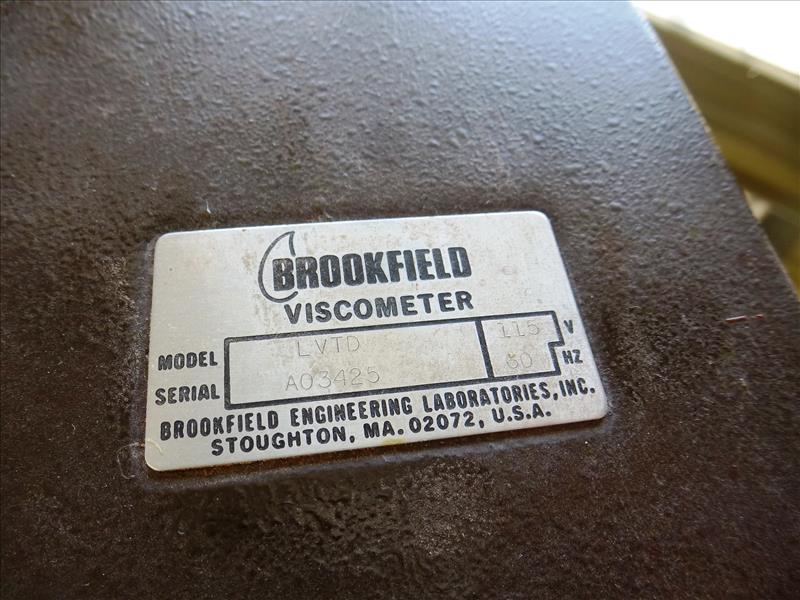 BROOKFIELD
VISCOMETER
MODEL LVTD 115 V
SERIAL A03425 60 HZ
BROOKFIELD ENGINEERING LABORATORIES, INC.
STOUGHTON, MA. 02072, U.S.A.